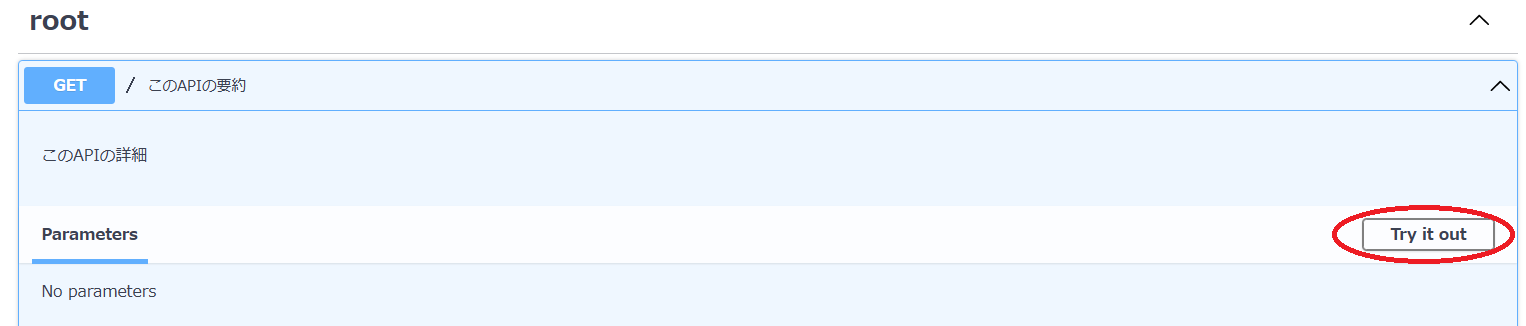 root
GET / このAPIの要約
このAPIの詳細
Parameters Try it out
No parameters